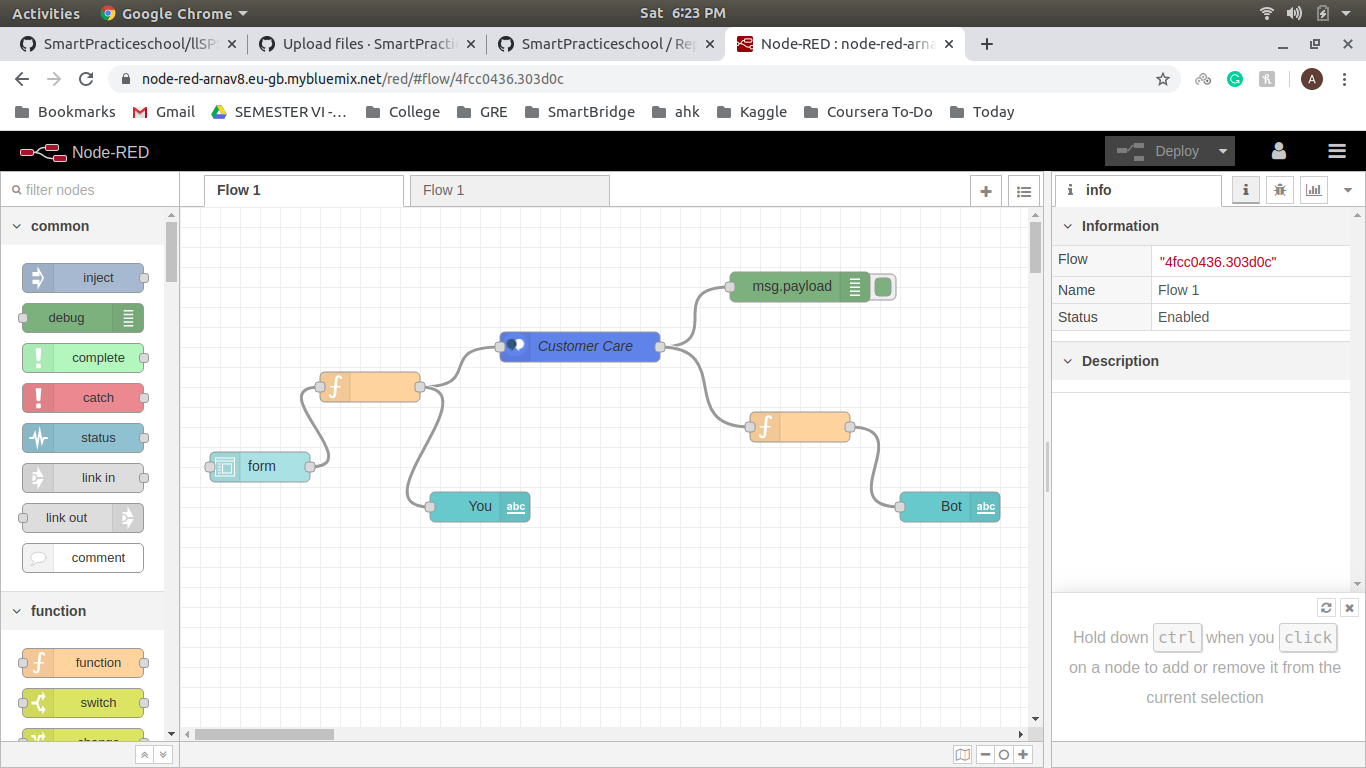 Activities Google Chrome Sat 6:23 PM
SmartPracticeschool/llSP
Upload files · SmartPracti
SmartPracticeschool / Rep
Node-RED : node-red-arna
node-red-arnav8.eu-gb.mybluemix.net/red/#flow/4fcc0436.303d0c
A
Bookmarks Gmail SEMESTER VI -… College GRE SmartBridge ahk Kaggle Coursera To-Do Today
Node-RED Deploy
filter nodes
Flow 1 Flow 1
info
common
inject
debug
complete
catch
status
link in
link out
comment
function
function
switch
change
msg.payload
Customer Care
form
You abc
Bot abc
Information
Flow "4fcc0436.303d0c"
Name Flow 1
Status Enabled
Description
Hold down ctrl when you click
on a node to add or remove it from the
current selection